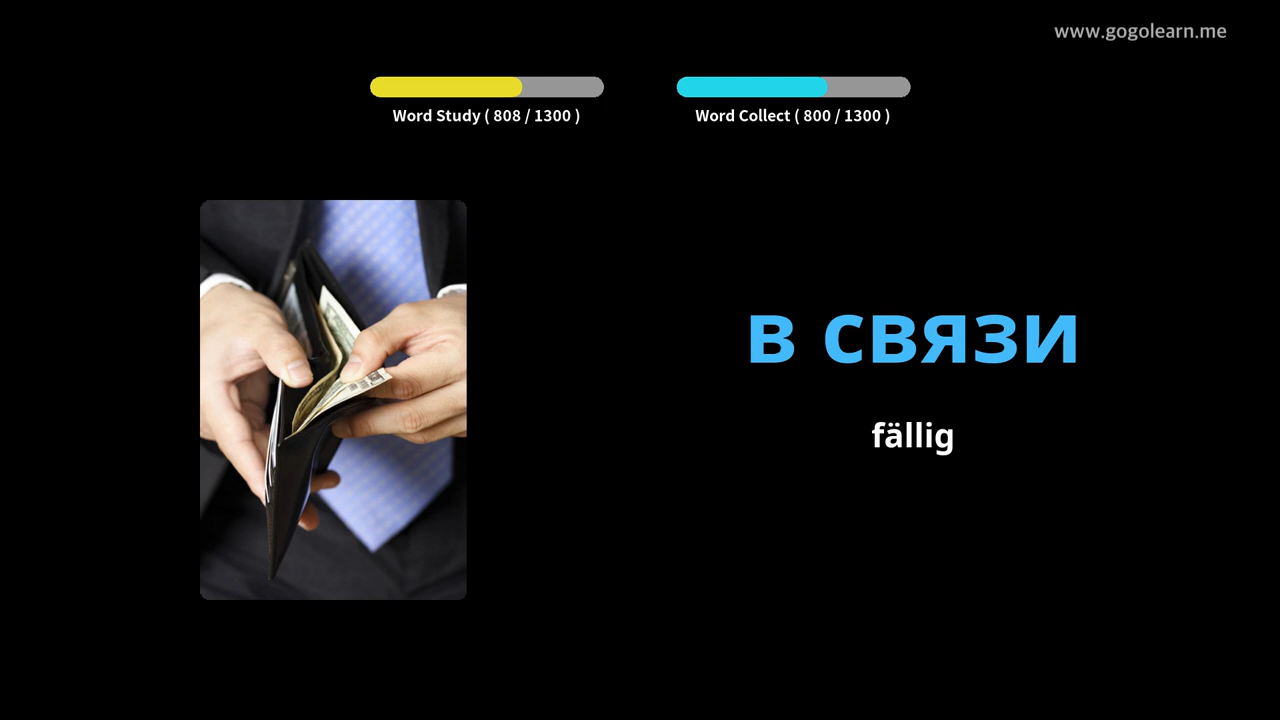 www.gogolearn.me
Word Study ( 808 / 1300 )
Word Collect ( 800 / 1300 )
в связи
fällig